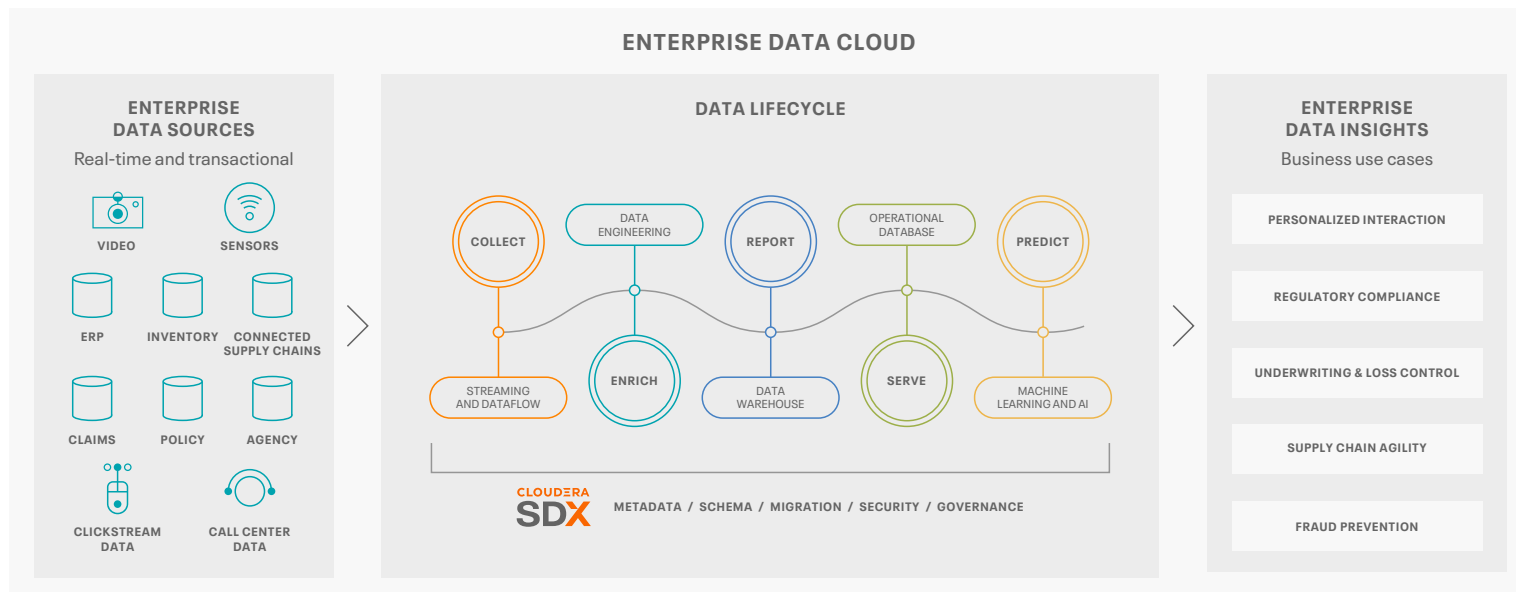 ENTERPRISE DATA CLOUD
ENTERPRISE
DATA SOURCES
Real-time and transactional
VIDEO
SENSORS
ERP
INVENTORY
CONNECTED
SUPPLY CHAINS
CLAIMS
POLICY
AGENCY
CLICKSTREAM
DATA
CALL CENTER
DATA
DATA LIFECYCLE
COLLECT
STREAMING
AND DATAFLOW
DATA
ENGINEERING
ENRICH
REPORT
DATA
WAREHOUSE
OPERATIONAL
DATABASE
SERVE
PREDICT
MACHINE
LEARNING AND AI
CLOUDERA
SDX
METADATA / SCHEMA / MIGRATION / SECURITY / GOVERNANCE
ENTERPRISE
DATA INSIGHTS
Business use cases
PERSONALIZED INTERACTION
REGULATORY COMPLIANCE
UNDERWRITING & LOSS CONTROL
SUPPLY CHAIN AGILITY
FRAUD PREVENTION